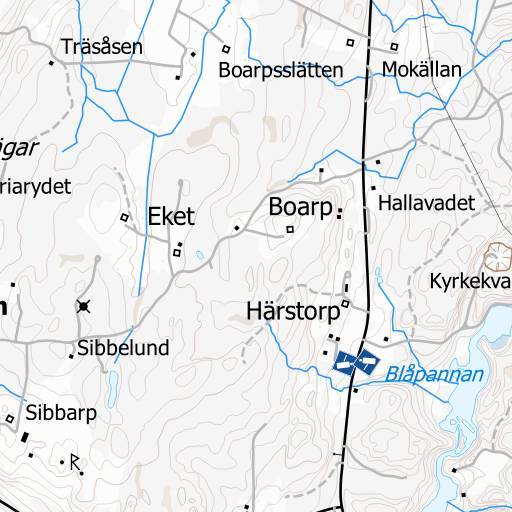 Träsåsen
Boarpsslätten
Mokällan
riarydet
Eket
Boarp
Hallavadet
Kyrkekva
Härstorp
Sibbelund
Blåpannan
Sibbarp
R